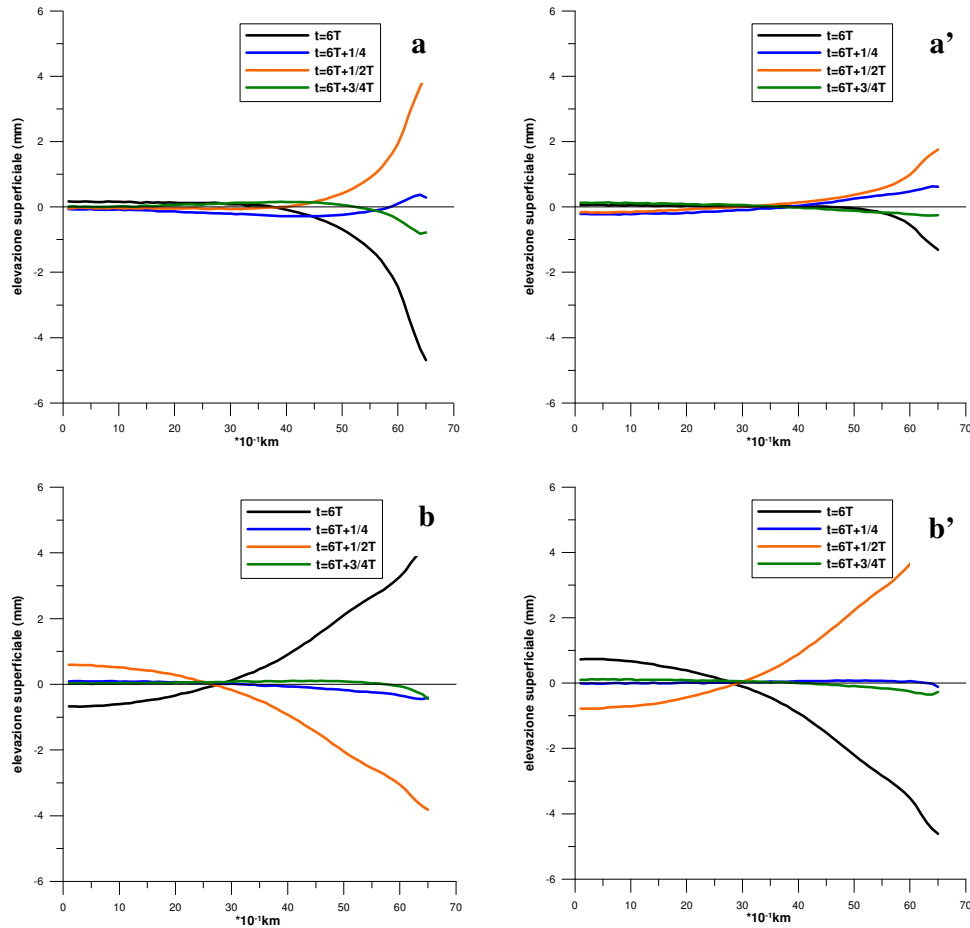 a
t=6T
t=6T+1/4
t=6T+1/2T
t=6T+3/4T
elevazione superficiale (mm)
6
4
2
0
-2
-4
-6
0 10 20 30 40 50 60 70
*10⁻¹km
a’
t=6T
t=6T+1/4
t=6T+1/2T
t=6T+3/4T
elevazione superficiale (mm)
6
4
2
0
-2
-4
-6
0 10 20 30 40 50 60 70
*10⁻¹km
b
t=6T
t=6T+1/4
t=6T+1/2T
t=6T+3/4T
elevazione superficiale (mm)
6
4
2
0
-2
-4
-6
0 10 20 30 40 50 60 70
*10⁻¹km
b’
t=6T
t=6T+1/4
t=6T+1/2T
t=6T+3/4T
elevazione superficiale (mm)
6
4
2
0
-2
-4
-6
0 10 20 30 40 50 60 70
*10⁻¹km